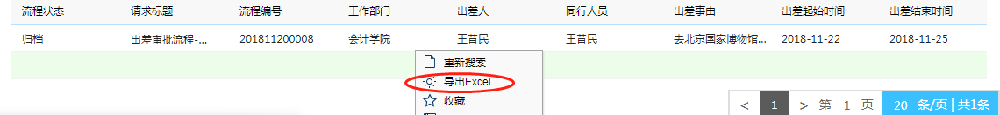 流程状态 请求标题 流程编号 工作部门 出差人 同行人员 出差事由 出差起始时间 出差结束时间
归档 出差审批流程-... 201811200008 会计学院 王昔民 王昔民 去北京国家博物馆... 2018-11-22 2018-11-25
重新搜索
导出Excel
收藏
< 1 > 第 1 页 20 条/页 | 共1条